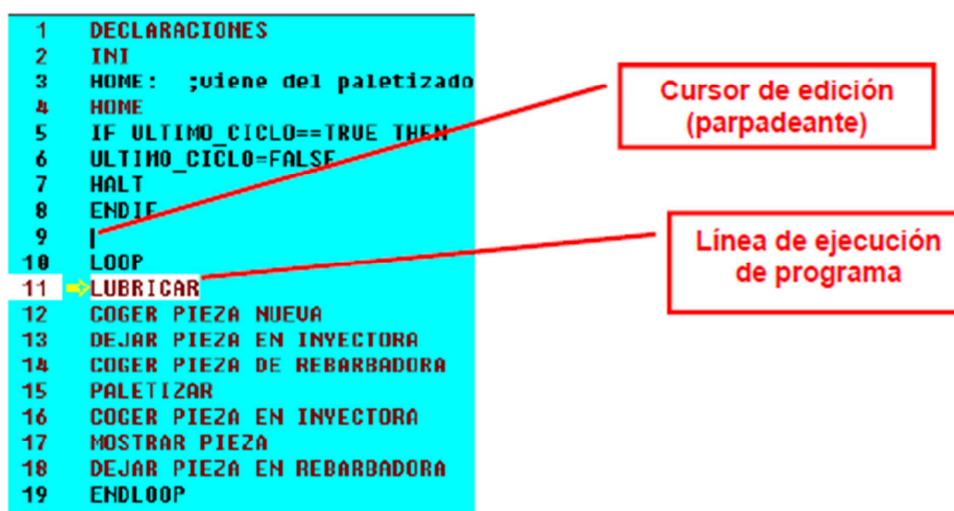 1 DECLARACIONES
2 INI
3 HOME: ;viene del paletizado
4 HOME
5 IF ULTIMO_CICLO==TRUE THEN
6 ULTIMO_CICLO=FALSE
7 HALT
8 ENDIF
9
10 LOOP
11 LUBRICAR
12 COGER PIEZA NUEVA
13 DEJAR PIEZA EN INYECTORA
14 COGER PIEZA DE REBARBADORA
15 PALETIZAR
16 COGER PIEZA EN INYECTORA
17 MOSTRAR PIEZA
18 DEJAR PIEZA EN REBARBADORA
19 ENDLOOP
Cursor de edición
(parpadeante)
Línea de ejecución
de programa